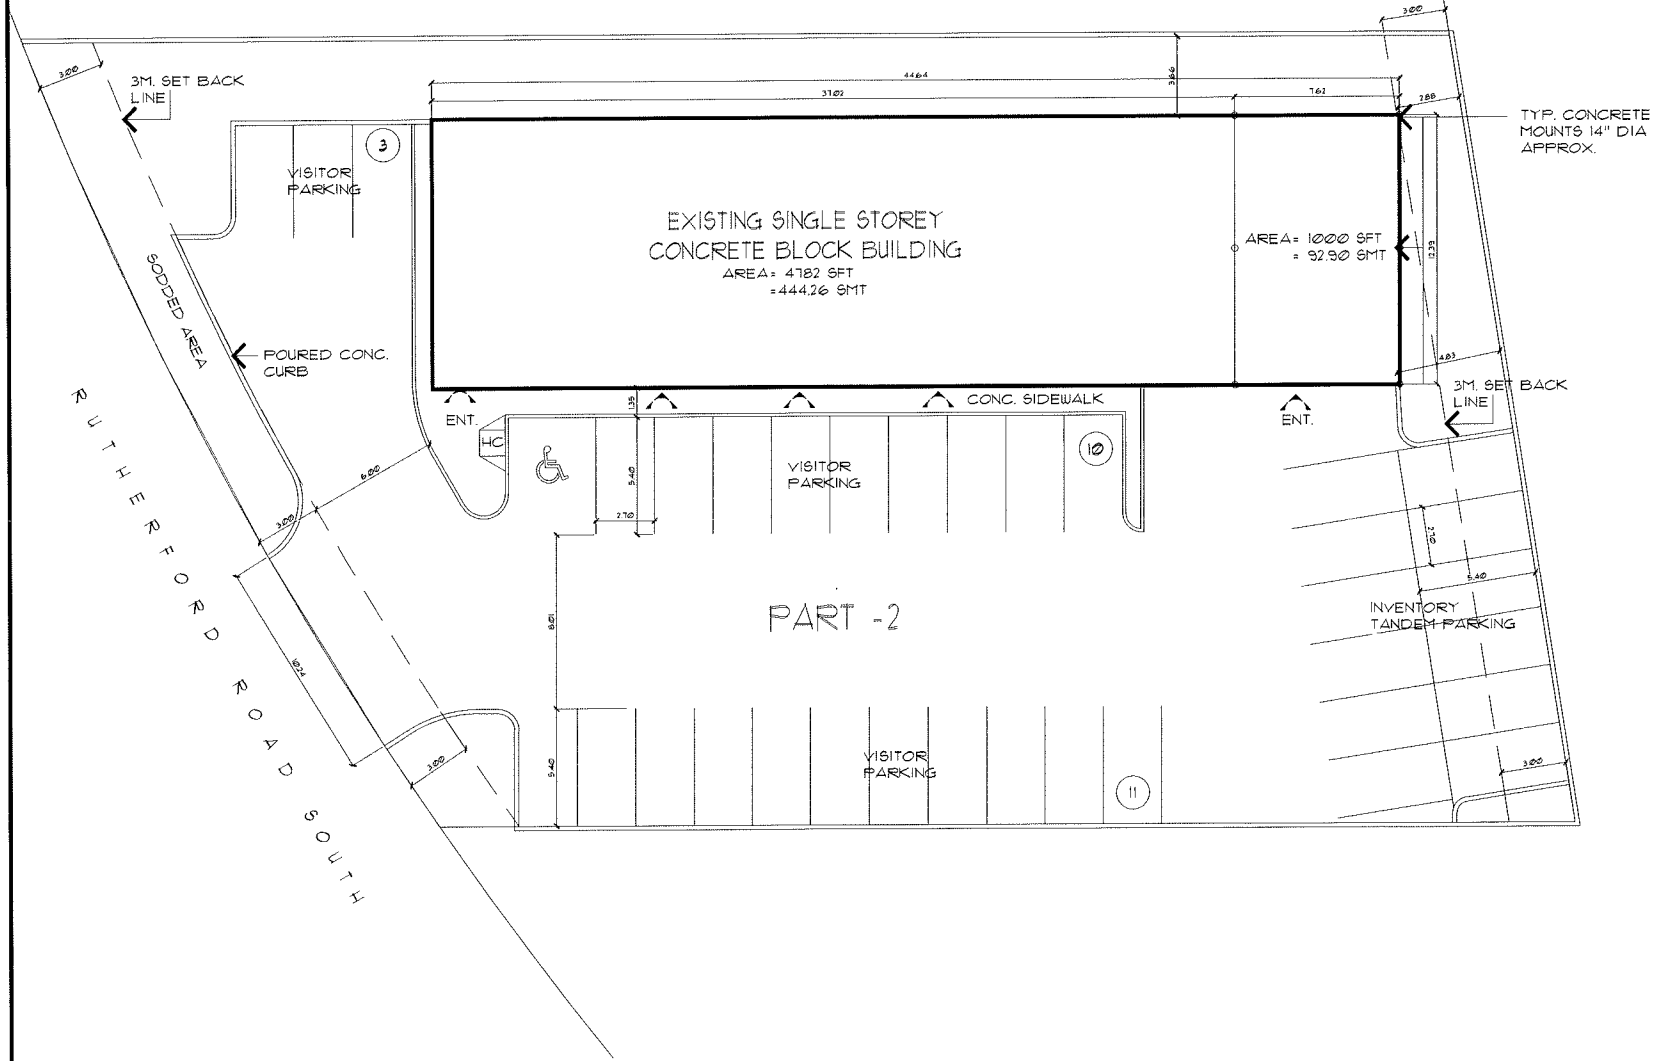 3.00
3.00
3M. SET BACK
LINE
44.64
3.66
37.02
7.62
2.88
TYP. CONCRETE
MOUNTS 14" DIA
APPROX.
3
VISITOR
PARKING
EXISTING SINGLE STOREY
CONCRETE BLOCK BUILDING
AREA= 4782 SFT
=444.26 SMT
AREA= 1000 SFT
= 92.90 SMT
12.39
SODDED AREA
POURED CONC.
CURB
4.83
3M. SET BACK
LINE
ENT.
1.35
CONC. SIDEWALK
ENT.
HC
10
VISITOR
PARKING
5.40
2.70
6.00
3.00
2.70
5.40
RUTHERFORD ROAD SOUTH
PART -2
INVENTORY
TANDEM PARKING
8.01
10.24
VISITOR
PARKING
3.00
5.40
11
3.00